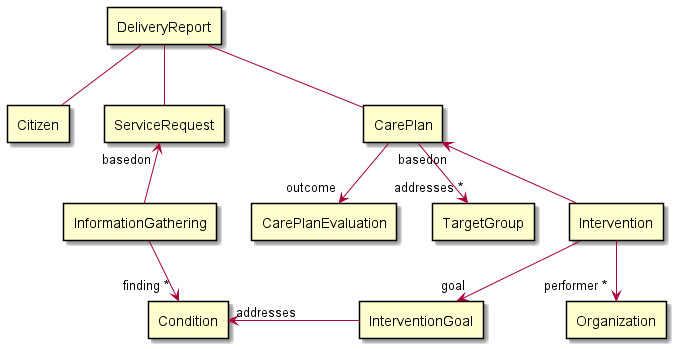 DeliveryReport
Citizen
ServiceRequest
CarePlan
basedon
basedon
outcome
addresses *
InformationGathering
CarePlanEvaluation
TargetGroup
Intervention
finding *
goal
performer *
addresses
Condition
InterventionGoal
Organization